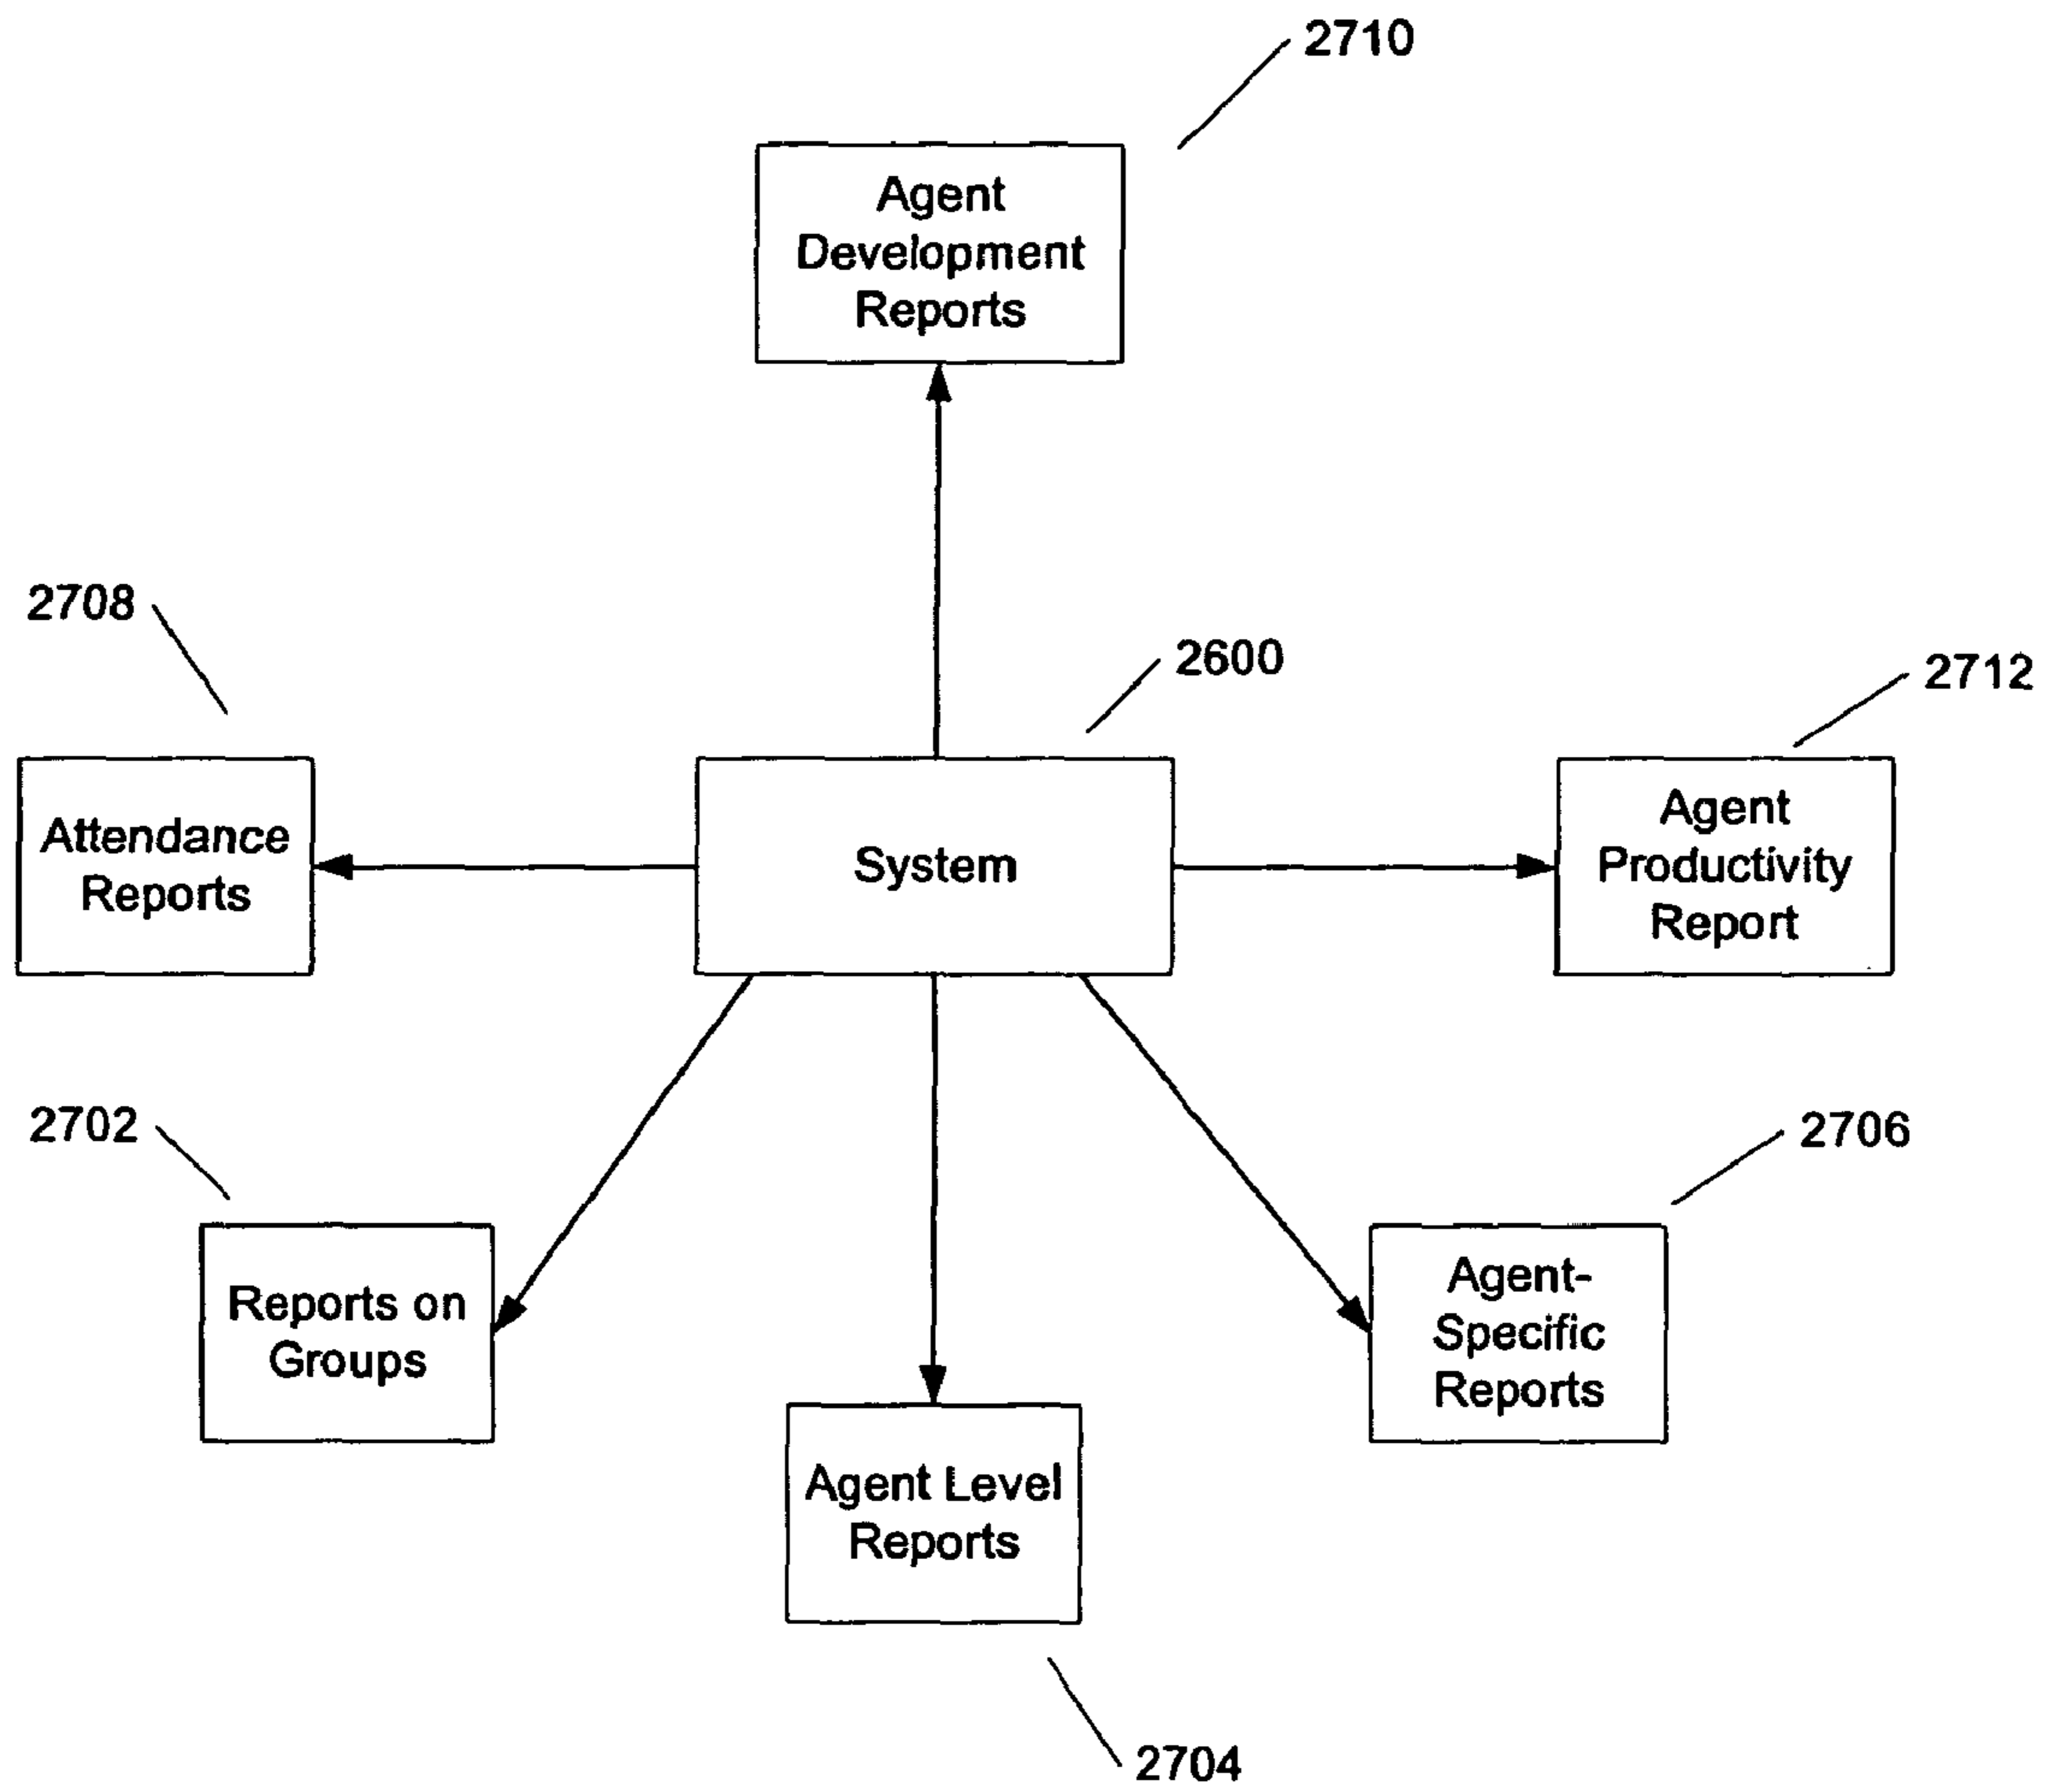 2710
Agent
Development
Reports
2708
2600
2712
Attendance
Reports
System
Agent
Productivity
Report
2702
2706
Reports on
Groups
Agent-
Specific
Reports
Agent Level
Reports
2704